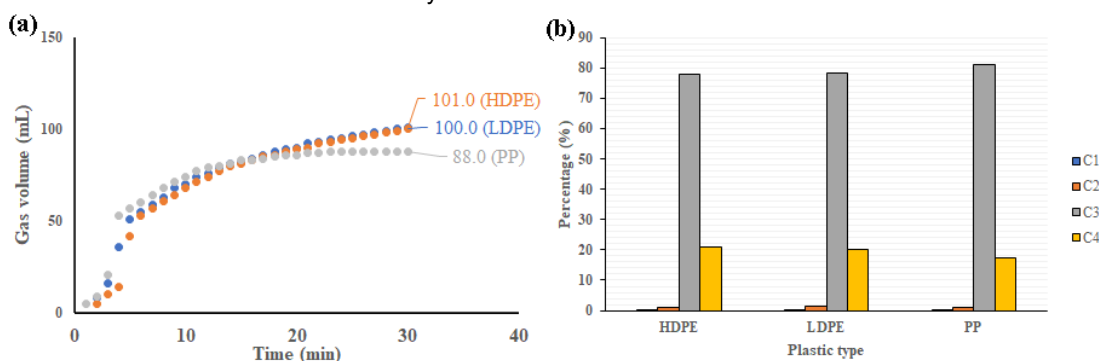 (a)
150
100
50
0
Gas volume (mL)
101.0 (HDPE)
100.0 (LDPE)
88.0 (PP)
0 10 20 30 40
Time (min)
(b)
90
80
70
60
50
40
30
20
10
0
Percentage (%)
HDPE LDPE PP
Plastic type
C1
C2
C3
C4